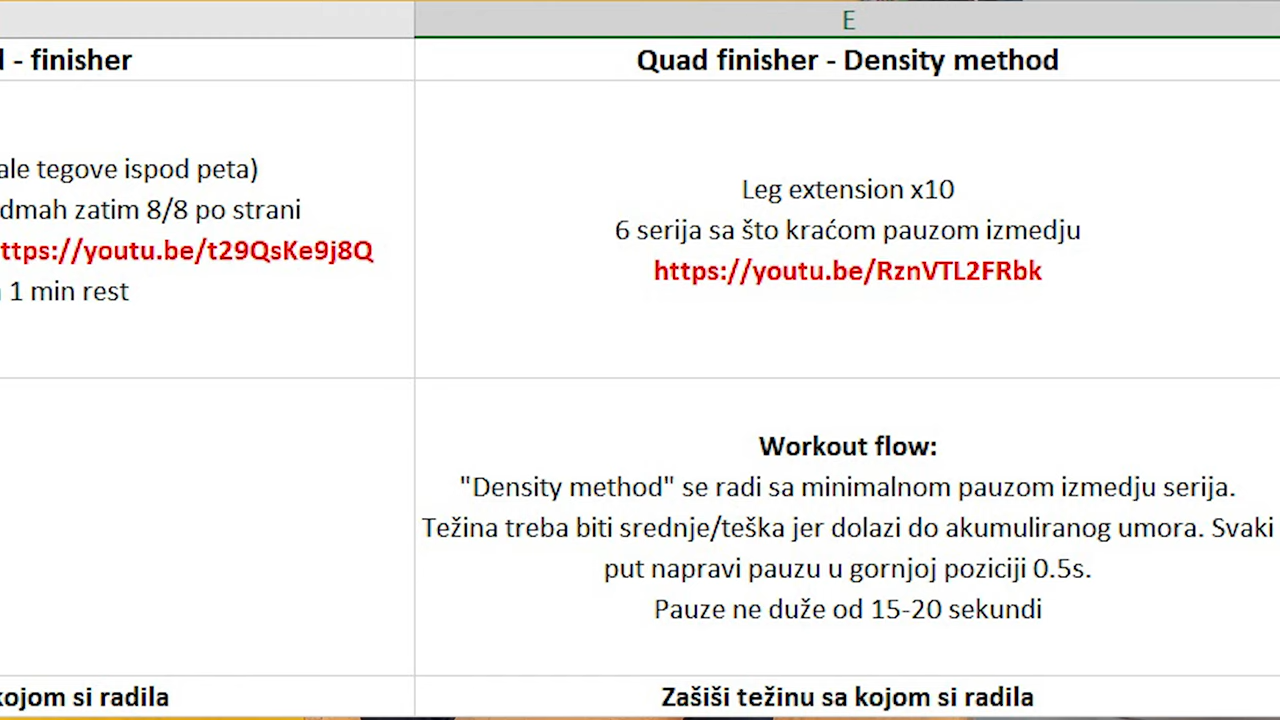 E
- finisher
Quad finisher - Density method
ale tegove ispod peta)
dmah zatim 8/8 po strani
ttps://youtu.be/t29QsKe9j8Q
1 min rest
Leg extension x10
6 serija sa što kraćom pauzom izmedju
https://youtu.be/RznVTL2FRbk
Workout flow:
"Density method" se radi sa minimalnom pauzom izmedju serija.
Težina treba biti srednje/teška jer dolazi do akumuliranog umora. Svaki
put napravi pauzu u gornjoj poziciji 0.5s.
Pauze ne duže od 15-20 sekundi
kojom si radila
Zašiši težinu sa kojom si radila